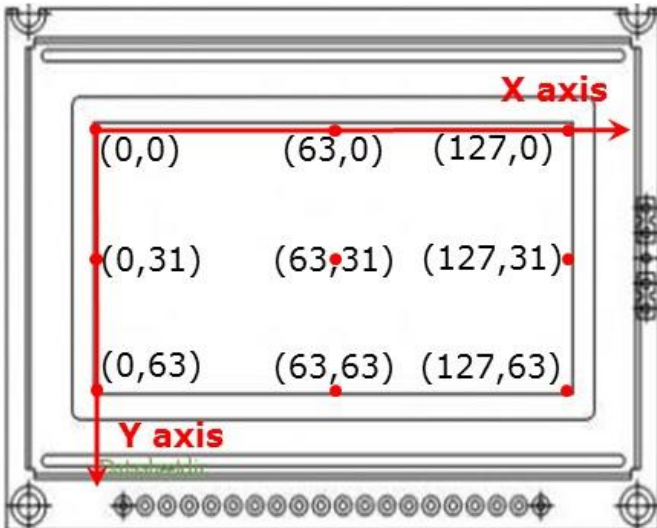 X axis
(0,0) (63,0) (127,0)
(0,31) (63,31) (127,31)
(0,63) (63,63) (127,63)
Y axis